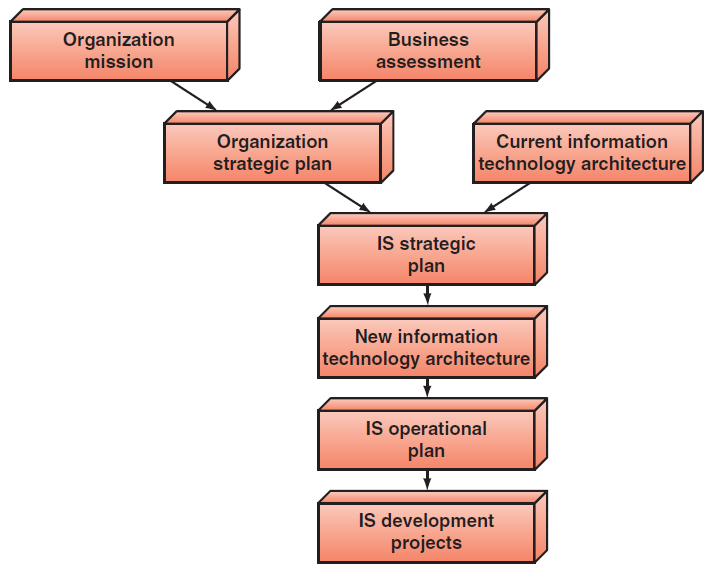 Organization
mission
Business
assessment
Organization
strategic plan
Current information
technology architecture
IS strategic
plan
New information
technology architecture
IS operational
plan
IS development
projects